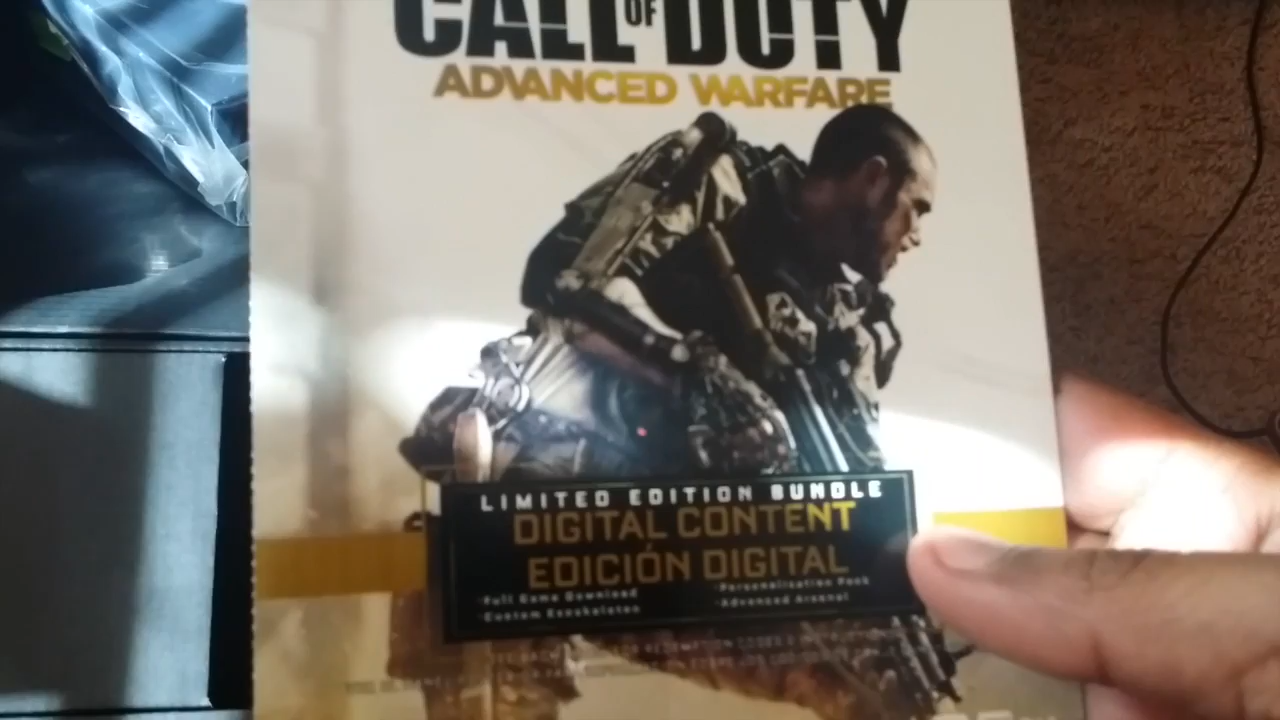 CALL OF DUTY
ADVANCED WARFARE
LIMITED EDITION BUNDLE
DIGITAL CONTENT
EDICIÓN DIGITAL
·Full Game Download
·Custom Exoskeleton
·Personalization Pack
·Advanced Arsenal